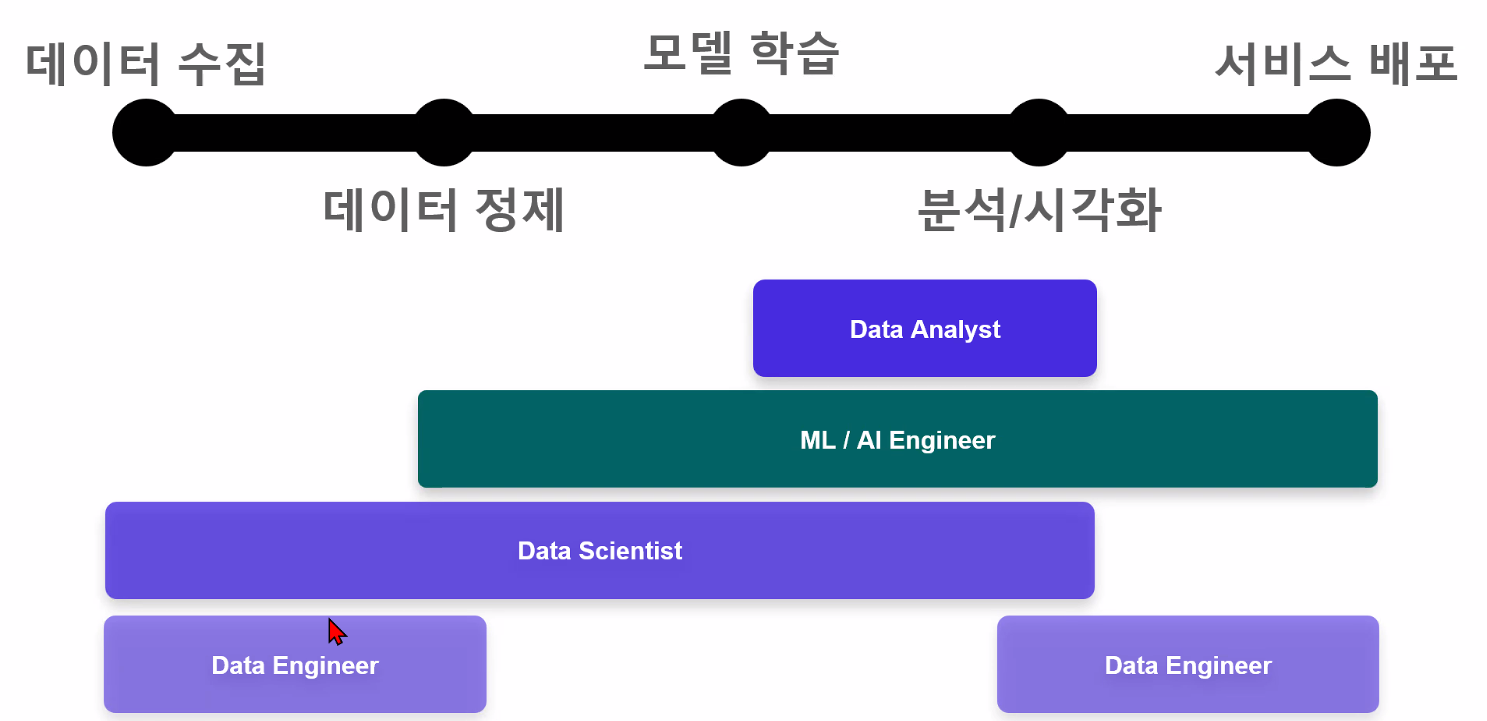 데이터 수집
모델 학습
서비스 배포
데이터 정제
분석/시각화
Data Analyst
ML / AI Engineer
Data Scientist
Data Engineer
Data Engineer